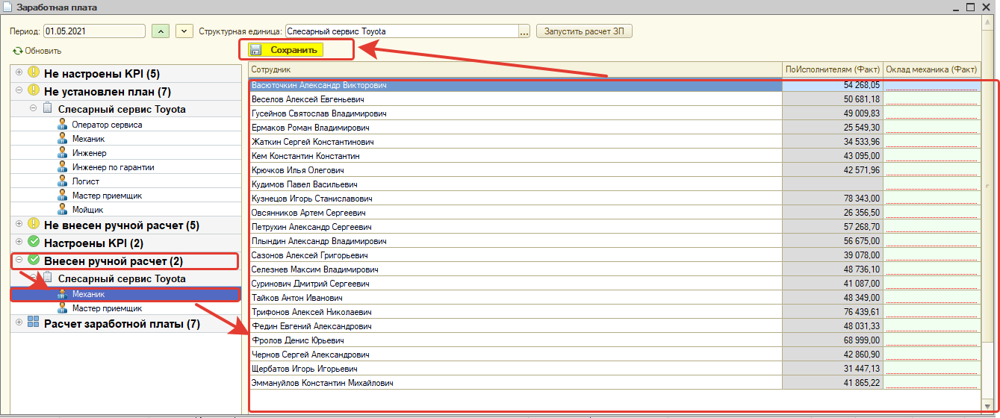 Заработная плата
Период: 01.05.2021 Структурная единица: Слесарный сервис Toyota ... Запустить расчет ЗП
Обновить
Сохранить
Не настроены KPI (5)
Не установлен план (7)
Слесарный сервис Toyota
Оператор сервиса
Механик
Инженер
Инженер по гарантии
Логист
Мастер приемщик
Мойщик
Не внесен ручной расчет (5)
Настроены KPI (2)
Внесен ручной расчет (2)
Слесарный сервис Toyota
Механик
Мастер приемщик
Расчет заработной платы (7)
Сотрудник ПоИсполнителям (Факт) Оклад механика (Факт)
Васюточкин Александр Викторович 54 268,05
Веселов Алексей Евгеньевич 50 681,18
Гусейнов Святослав Владимирович 49 009,83
Ермаков Роман Владимирович 25 549,30
Жаткин Сергей Константинович 34 533,96
Кем Константин Константин 43 095,00
Крючков Илья Олегович 42 571,96
Кудимов Павел Васильевич
Кузнецов Игорь Станиславович 78 343,00
Овсянников Артем Сергеевич 26 356,50
Петрухин Александр Сергеевич 57 268,70
Плындин Александр Владимирович 56 675,00
Сазонов Алексей Григорьевич 39 078,00
Селезнев Максим Владимирович 48 736,10
Суринович Дмитрий Сергеевич 41 087,00
Тайков Антон Иванович 48 349,00
Трифонов Алексей Николаевич 76 439,61
Федин Евгений Александрович 48 031,33
Фролов Денис Юрьевич 68 999,00
Чернов Сергей Александрович 42 860,90
Щербатов Игорь Игорьевич 31 447,13
Эммануйлов Константин Михайлович 41 865,22